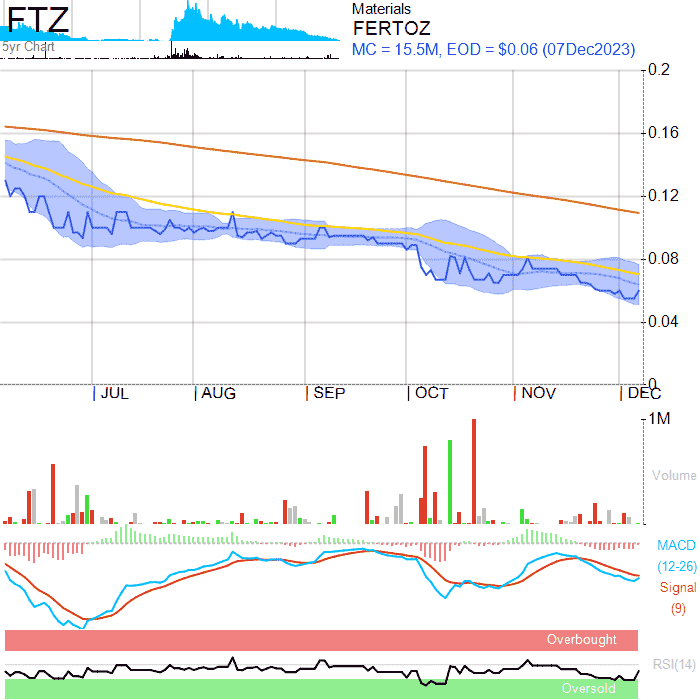 FTZ
5yr Chart
Materials
FERTOZ
MC = 15.5M, EOD = $0.06 (07Dec2023)
0.2
0.16
0.12
0.08
0.04
0
JUL AUG SEP OCT NOV DEC
1M
Volume
MACD
(12-26)
Signal
(9)
Overbought
RSI(14)
Oversold